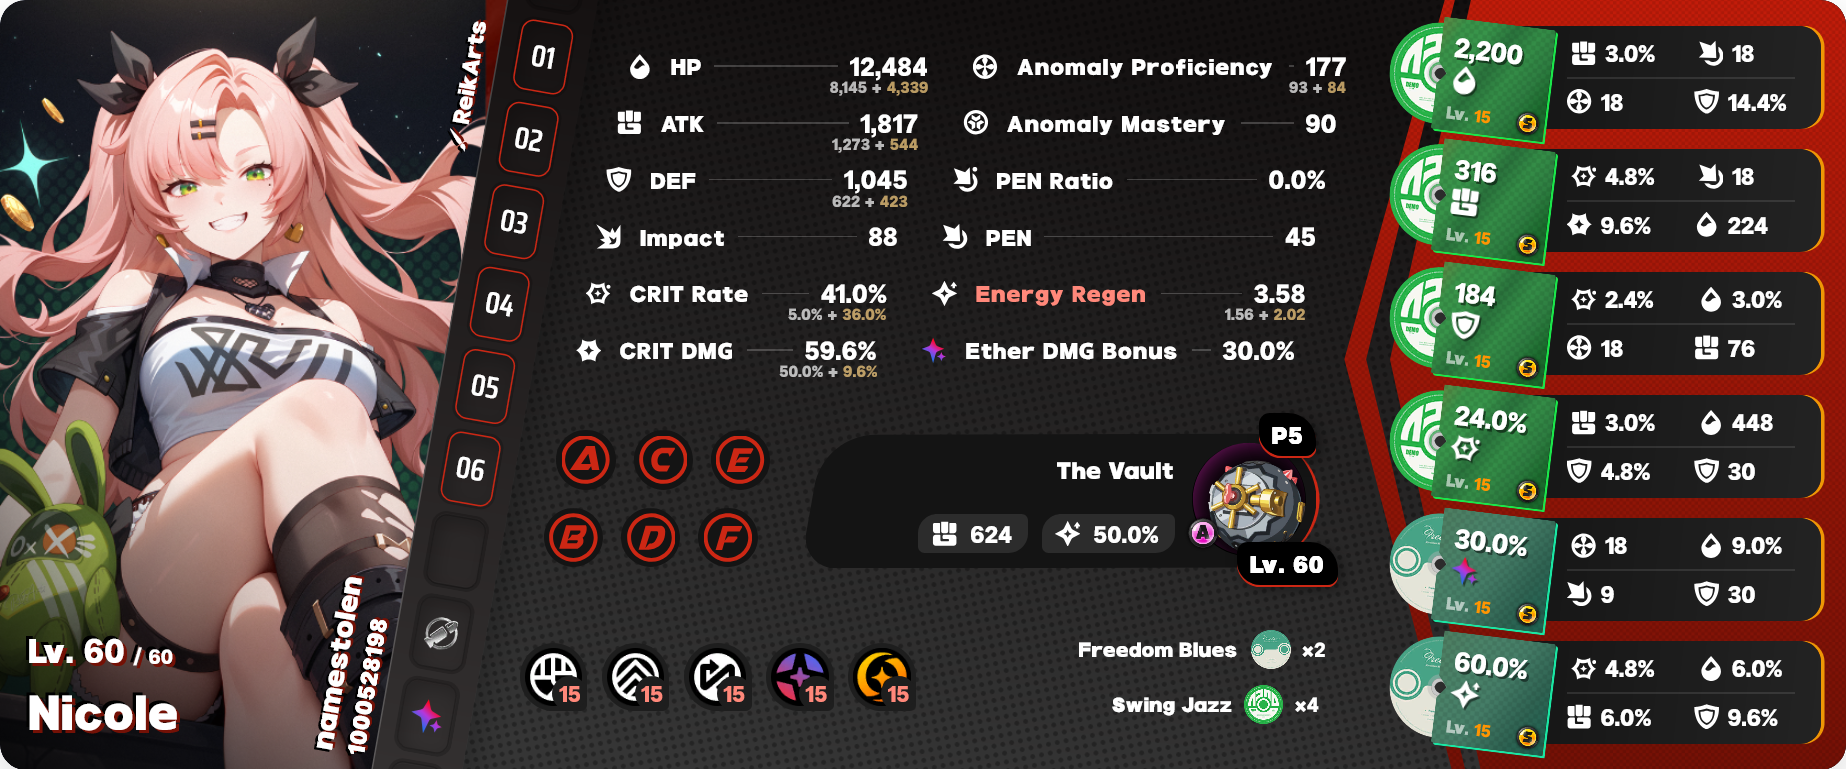 ReikArts
Lv. 60 / 60
Nicole
namestolen
1000528198
01
02
03
04
05
06
HP 12,484
8,145 + 4,339
ATK 1,817
1,273 + 544
DEF 1,045
622 + 423
Impact 88
CRIT Rate 41.0%
5.0% + 36.0%
CRIT DMG 59.6%
50.0% + 9.6%
Anomaly Proficiency 177
93 + 84
Anomaly Mastery 90
PEN Ratio 0.0%
PEN 45
Energy Regen 3.58
1.56 + 2.02
Ether DMG Bonus 30.0%
A C E
B D F
P5
The Vault
624 50.0%
A
Lv. 60
15 15 15 15 15
Freedom Blues ×2
Swing Jazz ×4
2,200
Lv. 15 S
3.0% 18
18 14.4%
316
Lv. 15 S
4.8% 18
9.6% 224
184
Lv. 15 S
2.4% 3.0%
18 76
24.0%
Lv. 15 S
3.0% 448
4.8% 30
30.0%
Lv. 15 S
18 9.0%
9 30
60.0%
Lv. 15 S
4.8% 6.0%
6.0% 9.6%
DEMO
DEMO
DEMO
DEMO
0x